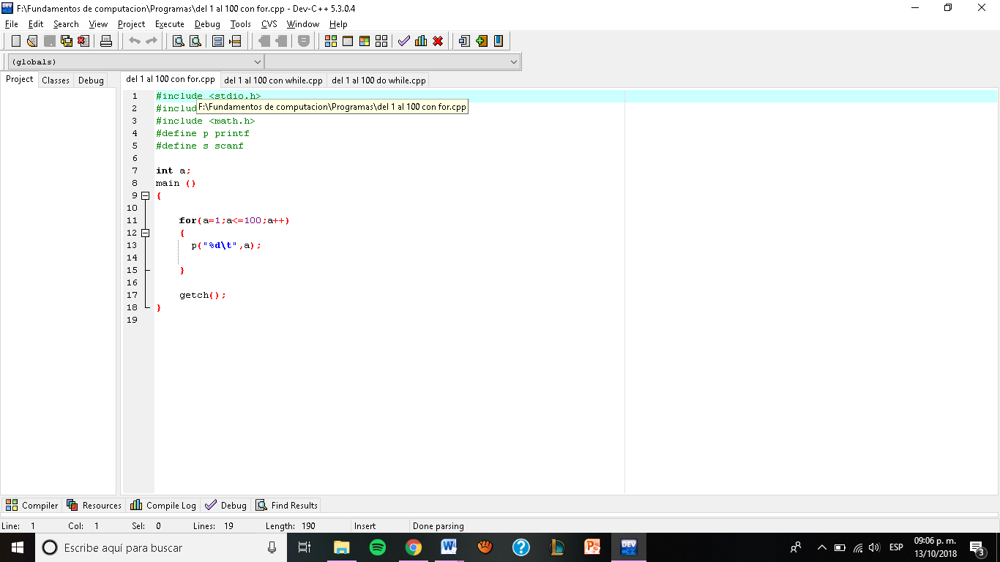 F:\Fundamentos de computacion\Programas\del 1 al 100 con for.cpp - Dev-C++ 5.3.0.4
File Edit Search View Project Execute Debug Tools CVS Window Help
(globals)
Project Classes Debug
del 1 al 100 con for.cpp del 1 al 100 con while.cpp del 1 al 100 do while.cpp
1 #include <stdio.h>
F:\Fundamentos de computacion\Programas\del 1 al 100 con for.cpp
2 #includ
3 #include <math.h>
4 #define p printf
5 #define s scanf
6
7 int a;
8 main ()
9 {
10
11 for(a=1;a<=100;a++)
12 {
13 p("%d\t",a);
14
15 }
16
17 getch();
18 }
19
Compiler Resources Compile Log Debug Find Results
Line: 1 Col: 1 Sel: 0 Lines: 19 Length: 190 Insert Done parsing
Escribe aquí para buscar
W
?
L
P
DEV
ESP
09:06 p. m.
13/10/2018
3